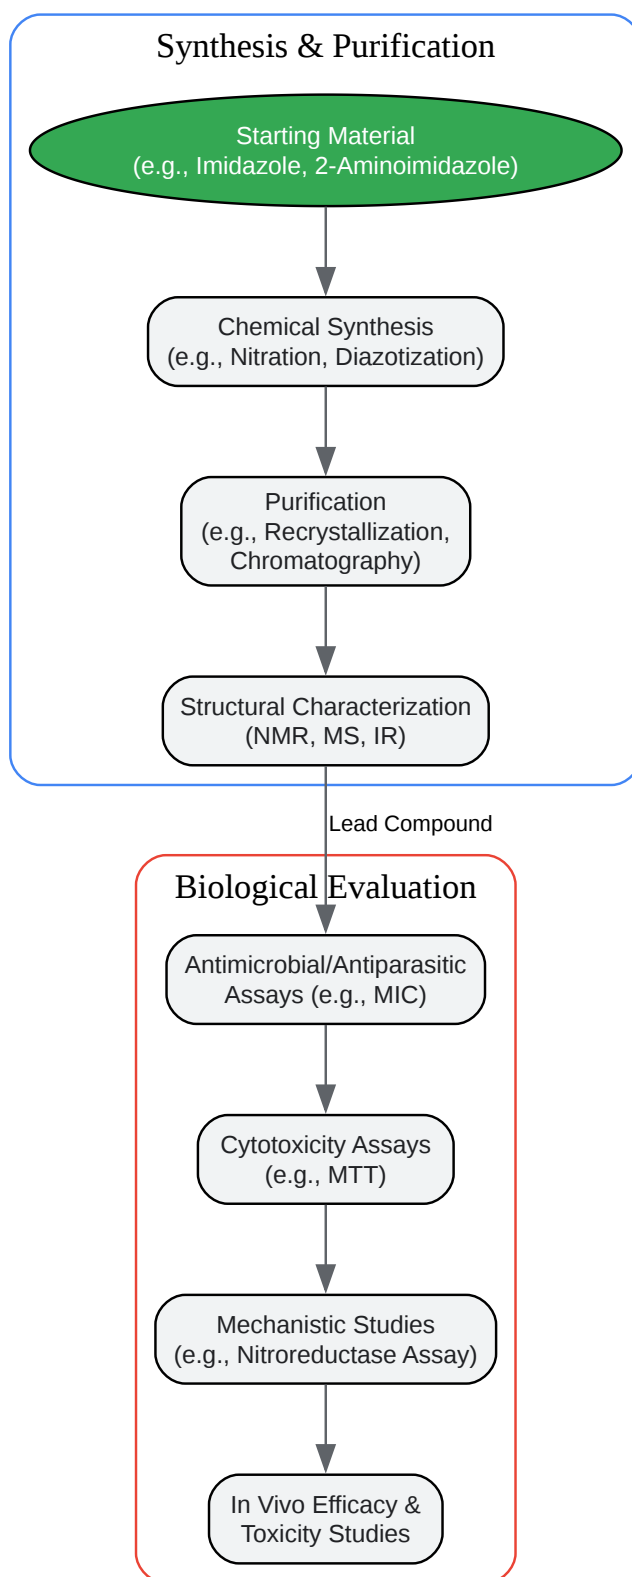 Synthesis & Purification
Starting Material
(e.g., Imidazole, 2-Aminoimidazole)
Chemical Synthesis
(e.g., Nitration, Diazotization)
Purification
(e.g., Recrystallization,
Chromatography)
Structural Characterization
(NMR, MS, IR)
Lead Compound
Biological Evaluation
Antimicrobial/Antiparasitic
Assays (e.g., MIC)
Cytotoxicity Assays
(e.g., MTT)
Mechanistic Studies
(e.g., Nitroreductase Assay)
In Vivo Efficacy &
Toxicity Studies